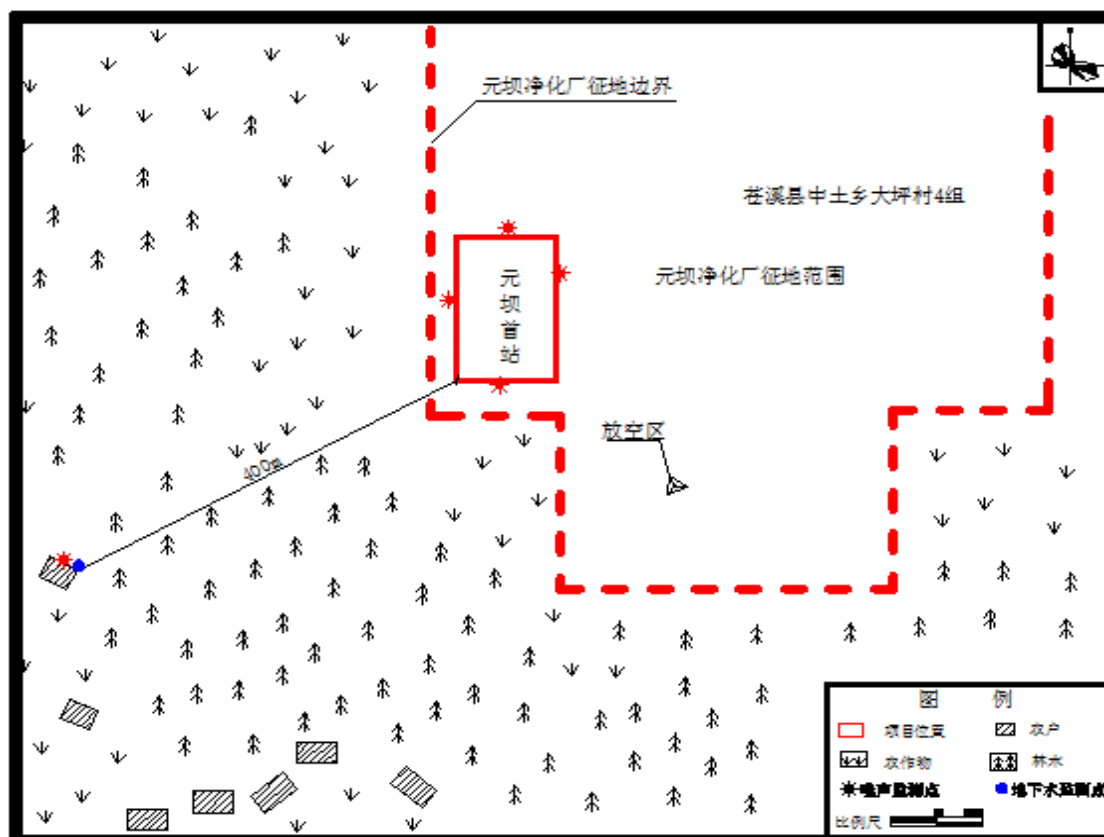 元坝净化厂征地边界
苍溪县中土乡大坪村4组
元坝净化厂征地范围
元坝首站
放空区
400m
图 例
项目位置
农户
农作物
林木
噪声监测点
地下水监测点
比例尺